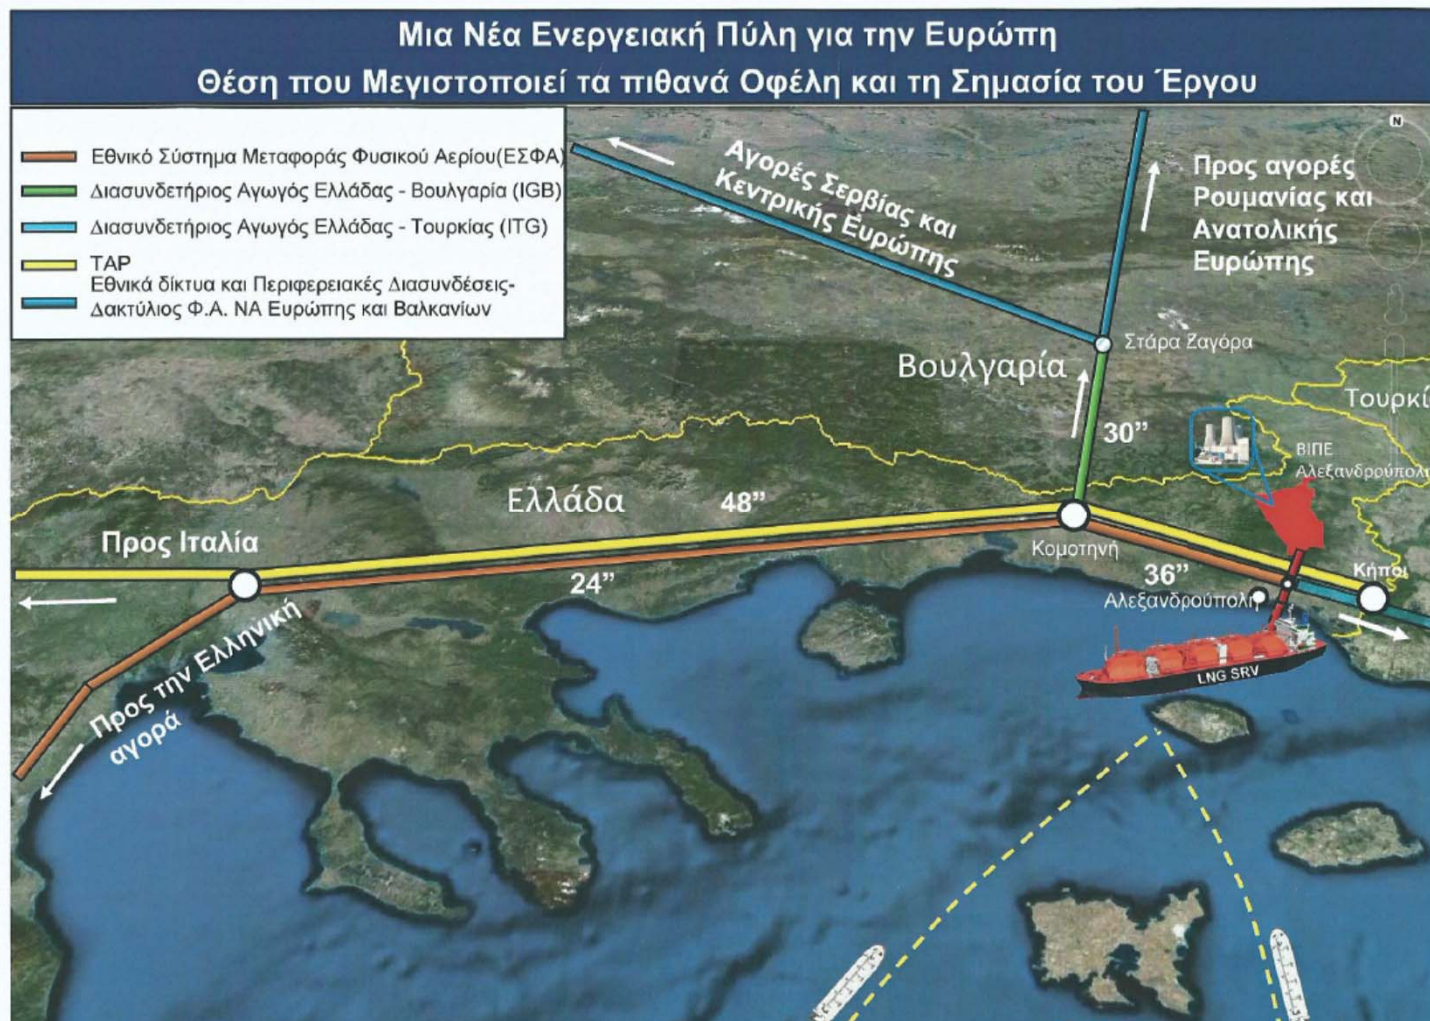 Μια Νέα Ενεργειακή Πύλη για την Ευρώπη
Θέση που Μεγιστοποιεί τα πιθανά Οφέλη και τη Σημασία του Έργου
Εθνικό Σύστημα Μεταφοράς Φυσικού Αερίου(ΕΣΦΑ)
Διασυνδετήριος Αγωγός Ελλάδας - Βουλγαρία (IGB)
Διασυνδετήριος Αγωγός Ελλάδας - Τουρκίας (ITG)
TAP
Εθνικά δίκτυα και Περιφερειακές Διασυνδέσεις-
Δακτύλιος Φ.Α. ΝΑ Ευρώπης και Βαλκανίων
Αγορές Σερβίας και
Κεντρικής Ευρώπης
Προς αγορές
Ρουμανίας και
Ανατολικής
Ευρώπης
N
Στάρα Ζαγόρα
Βουλγαρία
Τουρκί
30”
ΒΙΠΕ
Αλεξανδρούπολη
Ελλάδα
48”
Προς Ιταλία
Κομοτηνή
24”
36”
Κήποι
Αλεξανδρούπολη
LNG SRV
Προς την Ελληνική
αγορά